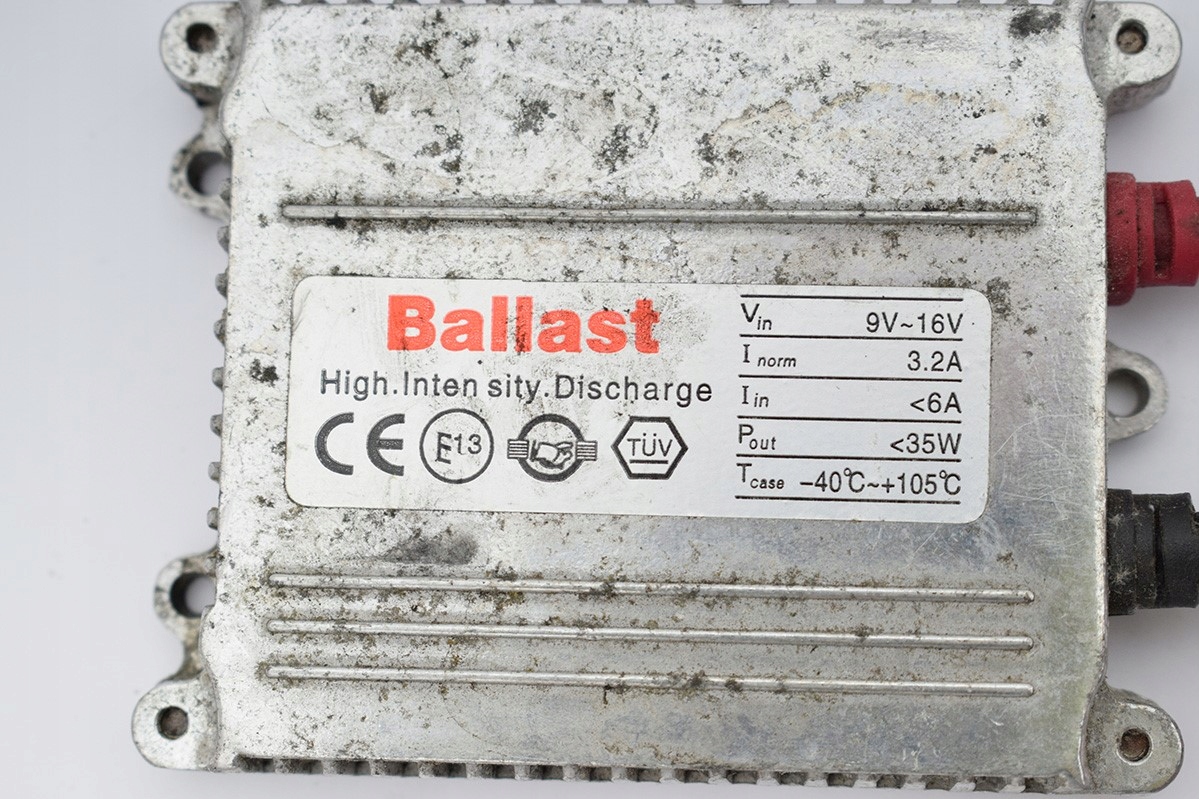 Ballast
High.Inten sity.Discharge
CE E13 TÜV
Vin 9V~16V
I norm 3.2A
I in <6A
Pout <35W
Tcase -40℃~+105℃